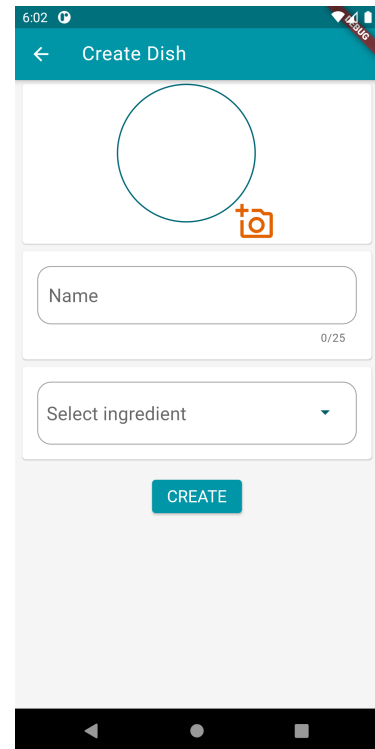 6:02
DEBUG
Create Dish
Name
0/25
Select ingredient
CREATE